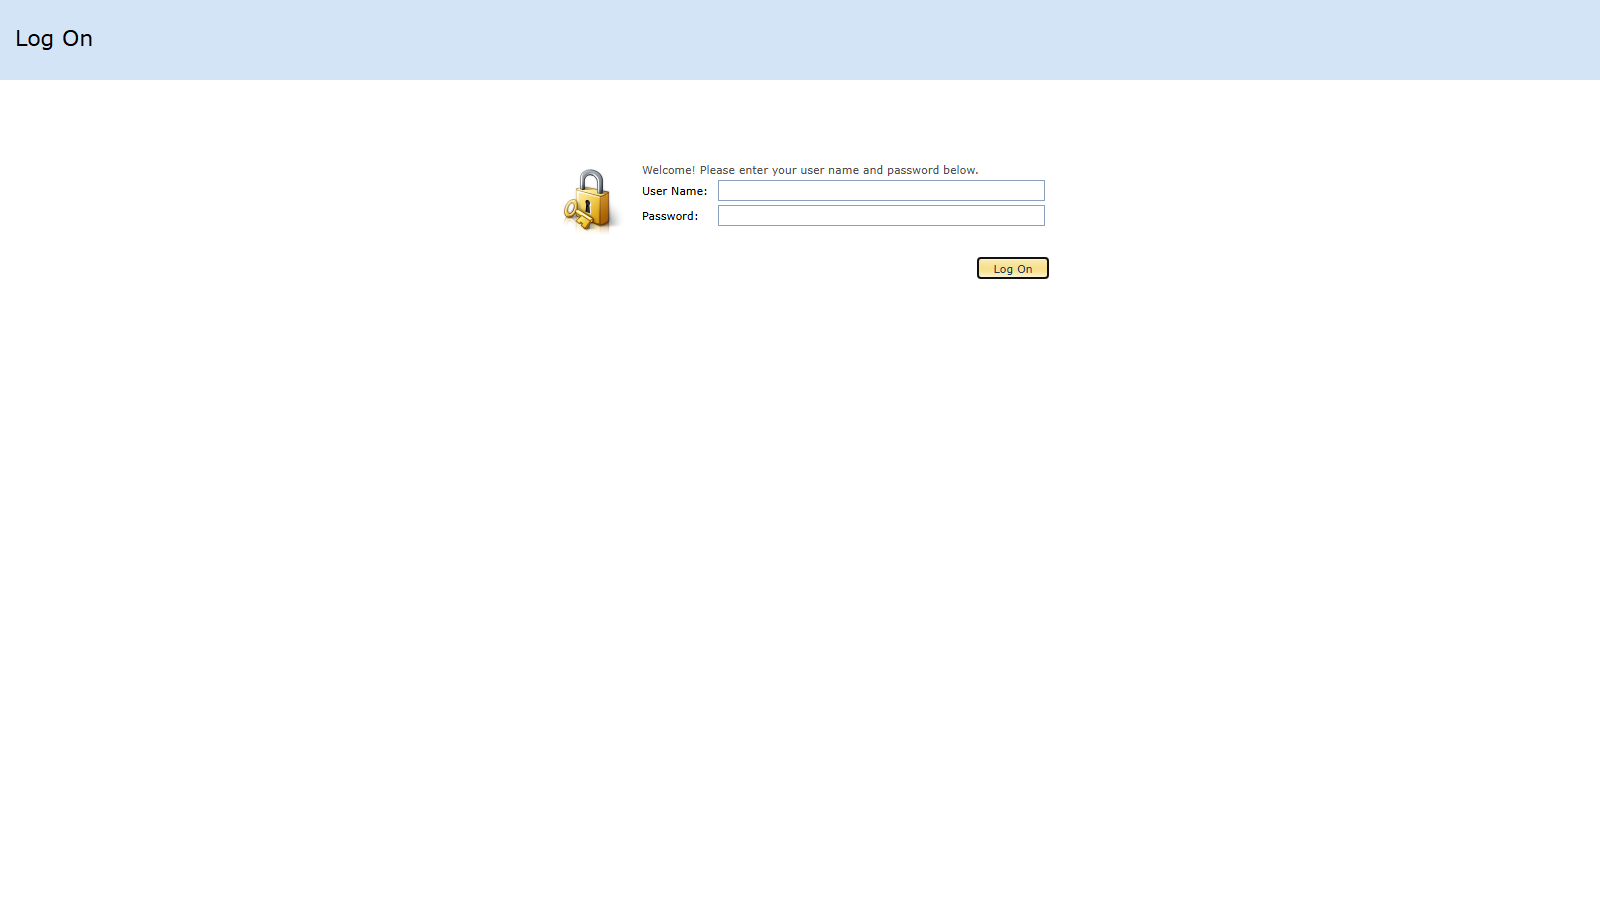 Log On
Welcome! Please enter your user name and password below.
User Name:
Password:
Log On